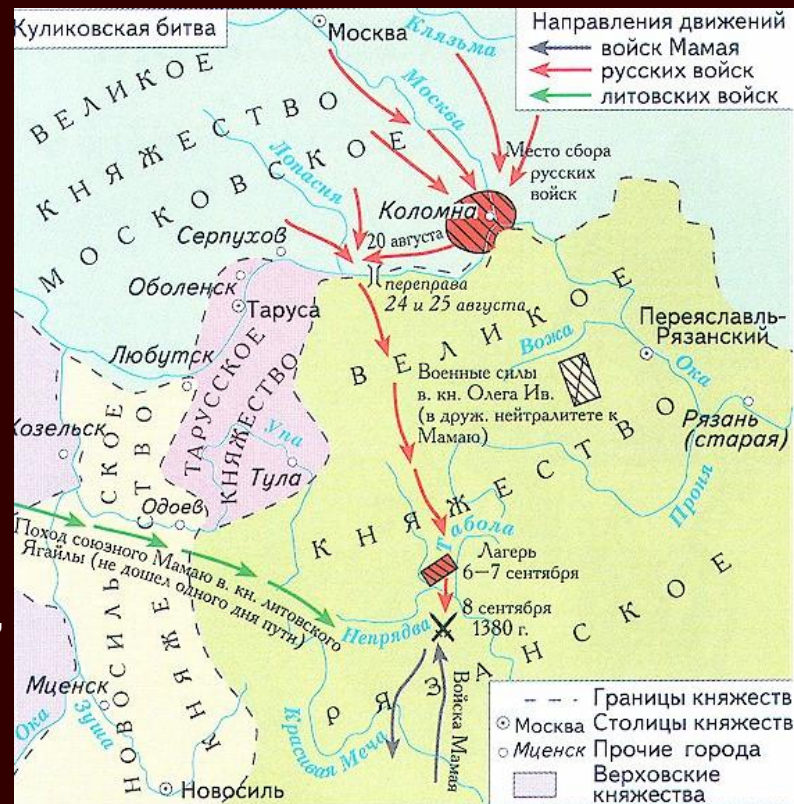 Куликовская битва
Направления движений
войск Мамая
русских войск
литовских войск
Москва
Клязьма
Москва
ВЕЛИКОЕ
КНЯЖЕСТВО
МОСКОВСКОЕ
Лопасня
Место сбора
русских
войск
Коломна
20 августа
Серпухов
переправа
24 и 25 августа
Оболенск
Таруса
Любутск
ТАРУССКОЕ
КНЯЖЕСТВО
ВЕЛИКОЕ
Вожа
Переяславль-
Рязанский
Ока
Военные силы
в. кн. Олега Ив.
(в друж. нейтралитете к
Мамаю)
Рязань
(старая)
Проня
КНЯЖЕСТВО
Козельск
Упа
Тула
Одоев
Поход союзного Мамаю в. кн. литовского
Ягайлы (не дошел одного дня пути)
Табола
Лагерь
6–7 сентября
8 сентября
1380 г.
Непрядва
РЯЗАНСКОЕ
Красивая Меча
Войска Мамая
НОВОСИЛЬСКОЕ
КНЯЖЕСТВО
Мценск
Ока
Зуша
Новосиль
Границы княжеств
Москва Столицы княжеств
Мценск Прочие города
Верховские
княжества
,